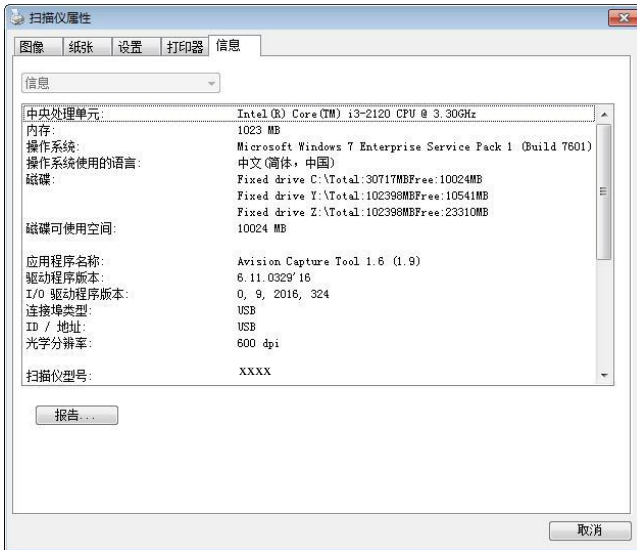 扫描仪属性
图像 纸张 设置 打印器 信息
信息
中央处理单元: Intel(R) Core(TM) i3-2120 CPU @ 3.30GHz
内存: 1023 MB
操作系统: Microsoft Windows 7 Enterprise Service Pack 1 (Build 7601)
操作系统使用的语言: 中文(简体，中国)
磁碟: Fixed drive C:\Total:30717MBFree:10024MB
Fixed drive Y:\Total:102398MBFree:10541MB
Fixed drive Z:\Total:102398MBFree:23310MB
磁碟可使用空间: 10024 MB
应用程序名称: Avision Capture Tool 1.6 (1.9)
驱动程序版本: 6.11.0329'16
I/O 驱动程序版本: 0, 9, 2016, 324
连接埠类型: USB
ID / 地址: USB
光学分辨率: 600 dpi
扫描仪型号: XXXX
报告...
取消